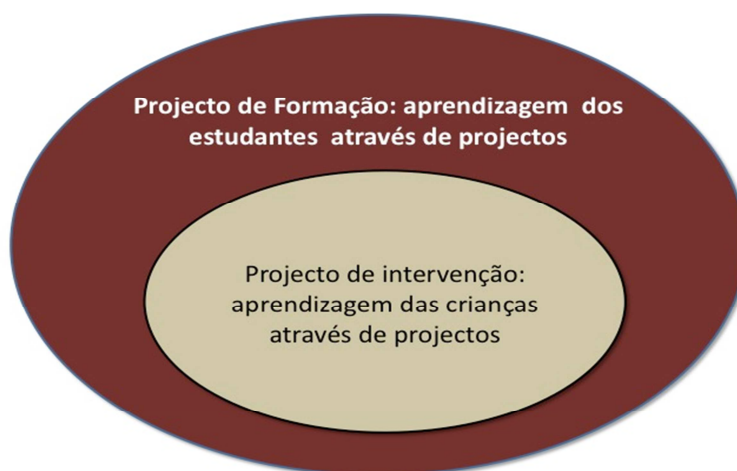 Projecto de Formação: aprendizagem dos
estudantes através de projectos
Projecto de intervenção:
aprendizagem das crianças
através de projectos